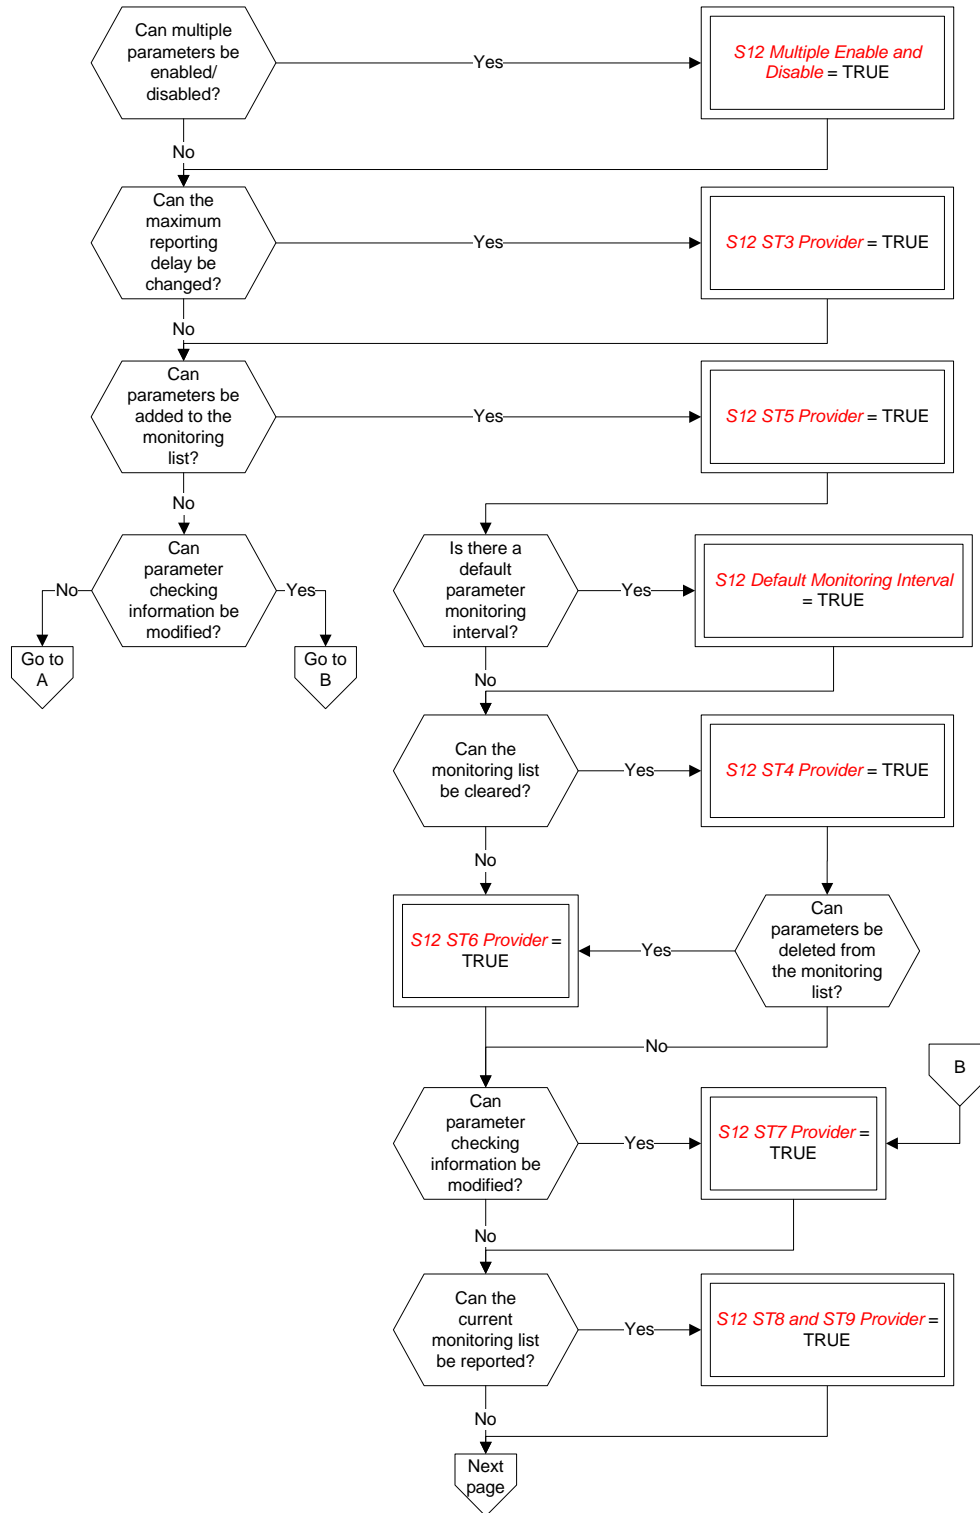 Can multiple
parameters be
enabled/
disabled?
Yes
S12 Multiple Enable and
Disable = TRUE
No
Can the
maximum
reporting
delay be
changed?
Yes
S12 ST3 Provider = TRUE
No
Can
parameters be
added to the
monitoring
list?
Yes
S12 ST5 Provider = TRUE
No
Can
parameter
checking
information be
modified?
No
Yes
Go to
A
Go to
B
Is there a
default
parameter
monitoring
interval?
Yes
S12 Default Monitoring Interval
= TRUE
No
Can the
monitoring list
be cleared?
Yes
S12 ST4 Provider = TRUE
No
S12 ST6 Provider =
TRUE
Yes
Can
parameters be
deleted from
the monitoring
list?
No
B
Can
parameter
checking
information be
modified?
Yes
S12 ST7 Provider =
TRUE
No
Can the
current
monitoring list
be reported?
Yes
S12 ST8 and ST9 Provider =
TRUE
No
Next
page